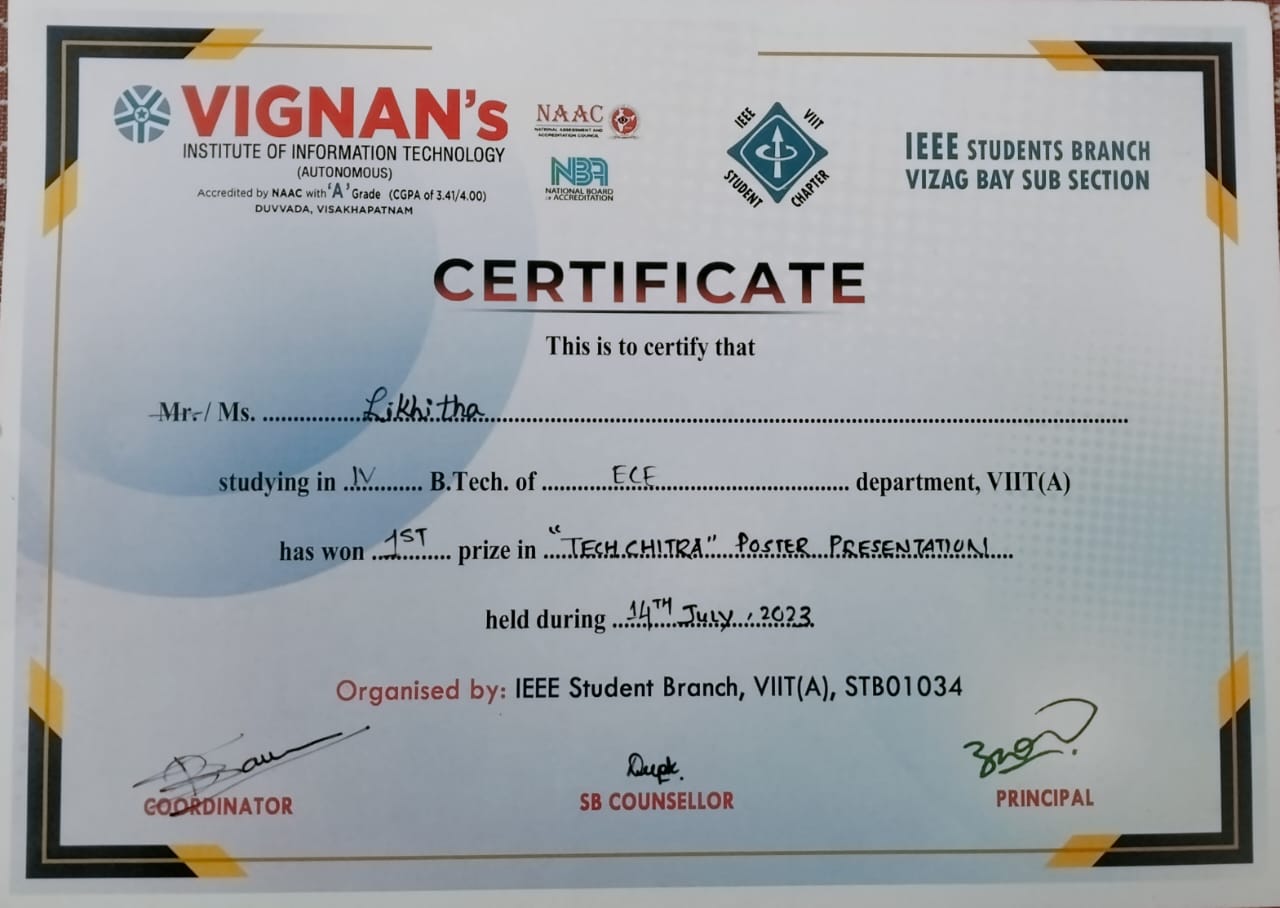 VIGNAN's
INSTITUTE OF INFORMATION TECHNOLOGY
(AUTONOMOUS)
Accredited by NAAC with 'A' Grade (CGPA of 3.41/4.00)
DUVVADA, VISAKHAPATNAM
NAAC
NATIONAL ASSESSMENT AND
ACCREDITATION COUNCIL
NBA
NATIONAL BOARD
OF ACCREDITATION
IEEE VIIT
STUDENT CHAPTER
IEEE STUDENTS BRANCH
VIZAG BAY SUB SECTION
CERTIFICATE
This is to certify that
Mr. / Ms. Likhitha
studying in IV B.Tech. of ECE department, VIIT(A)
has won 1ST prize in "TECHCHITRA" POSTER PRESENTATION
held during 14TH July, 2023
Organised by: IEEE Student Branch, VIIT(A), STB01034
COORDINATOR
SB COUNSELLOR
PRINCIPAL